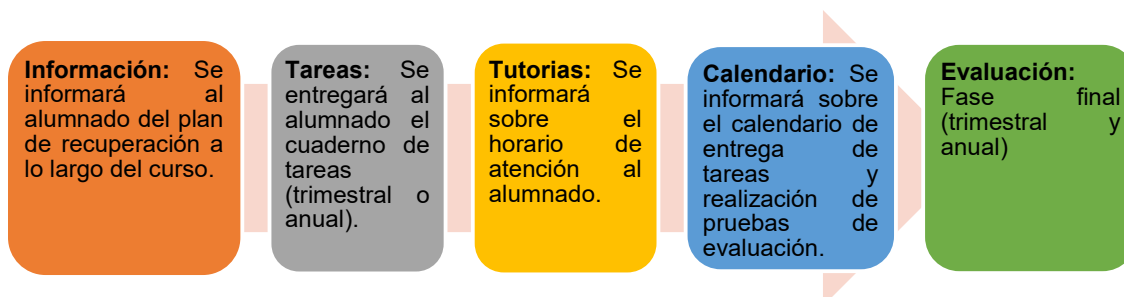 Información: Se
informará al
alumnado del plan
de recuperación a
lo largo del curso.
Tareas: Se
entregará al
alumnado el
cuaderno de
tareas
(trimestral o
anual).
Tutorias: Se
informará
sobre el
horario de
atención al
alumnado.
Calendario: Se
informará sobre
el calendario de
entrega de
tareas y
realización de
pruebas de
evaluación.
Evaluación:
Fase final
(trimestral y
anual)